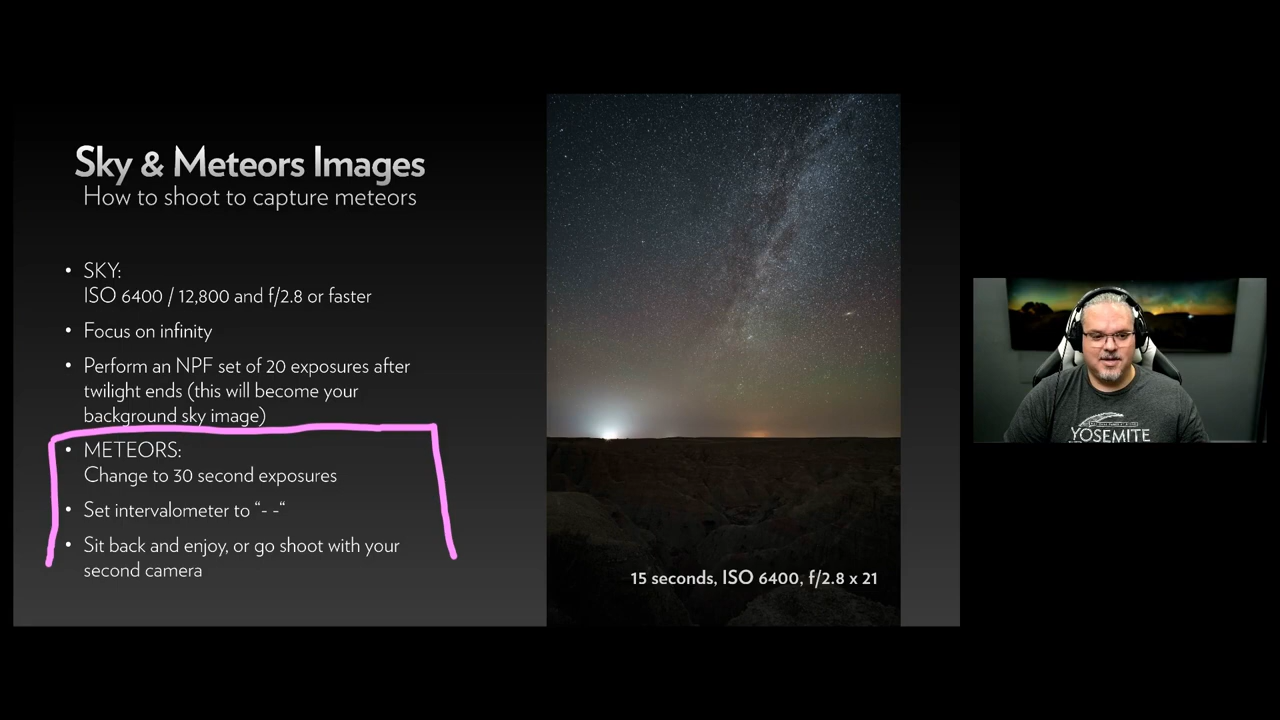 Sky & Meteors Images
How to shoot to capture meteors
• SKY:
ISO 6400 / 12,800 and f/2.8 or faster
• Focus on infinity
• Perform an NPF set of 20 exposures after
twilight ends (this will become your
background sky image)
• METEORS:
Change to 30 second exposures
• Set intervalometer to “- -“
• Sit back and enjoy, or go shoot with your
second camera
15 seconds, ISO 6400, f/2.8 x 21
YOSEMITE